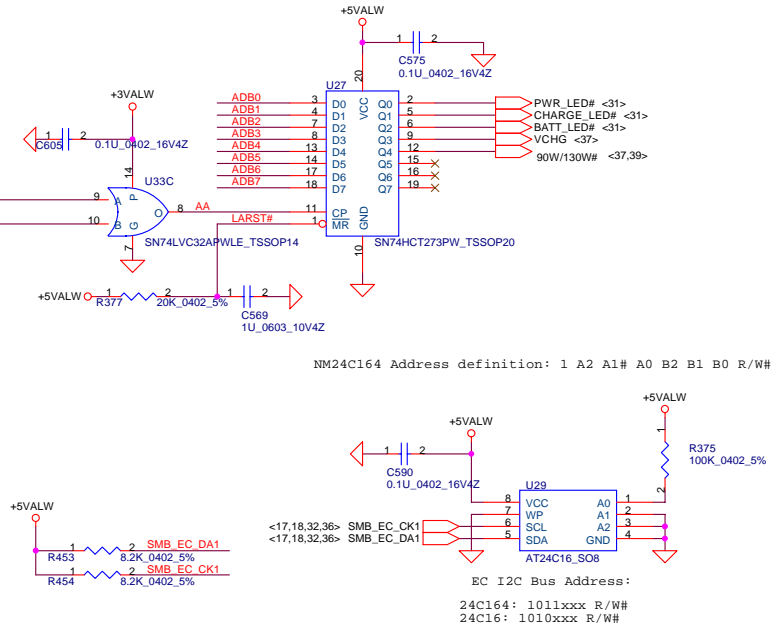 +5VALW
1 2
C575
0.1U_0402_16V4Z
20
U27
+3VALW
ADB0 3 D0 VCC Q0 2 PWR_LED# <31>
ADB1 4 D1 Q1 5 CHARGE_LED# <31>
ADB2 7 D2 Q2 6 BATT_LED# <31>
ADB3 8 D3 Q3 9 VCHG <37>
ADB4 13 D4 Q4 12 90W/130W# <37,39>
ADB5 14 D5 Q5 15
ADB6 17 D6 Q6 16
ADB7 18 D7 Q7 19
1 2
C605 0.1U_0402_16V4Z
14
U33C
9 A P O 8 AA 11 CP
10 B G LARST# 1 MR GND
7
SN74LVC32APWLE_TSSOP14
10
SN74HCT273PW_TSSOP20
+5VALW 1 2
R377 20K_0402_5%
1 2
C569
1U_0603_10V4Z
NM24C164 Address definition: 1 A2 A1# A0 B2 B1 B0 R/W#
+5VALW
+5VALW
1
R375
100K_0402_5%
2
1 2
C590
0.1U_0402_16V4Z
U29
8 VCC A0 1
7 WP A1 2
<17,18,32,36> SMB_EC_CK1 6 SCL A2 3
<17,18,32,36> SMB_EC_DA1 5 SDA GND 4
AT24C16_SO8
+5VALW
1 2 SMB_EC_DA1
R453 8.2K_0402_5%
1 2 SMB_EC_CK1
R454 8.2K_0402_5%
EC I2C Bus Address:
24C164: 1011xxx R/W#
24C16: 1010xxx R/W#